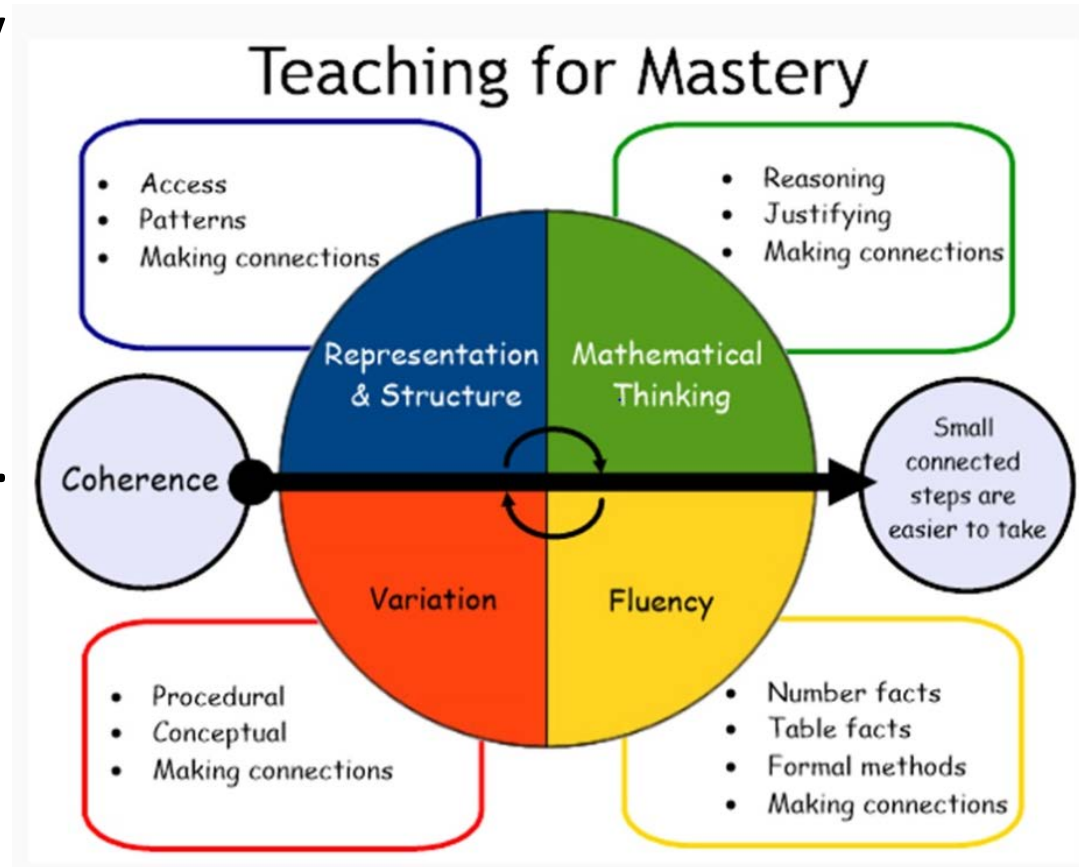 Teaching for Mastery
• Access
• Patterns
• Making connections
• Reasoning
• Justifying
• Making connections
Representation
& Structure
Mathematical
Thinking
Coherence
Small
connected
steps are
easier to take
Variation
Fluency
• Procedural
• Conceptual
• Making connections
• Number facts
• Table facts
• Formal methods
• Making connections